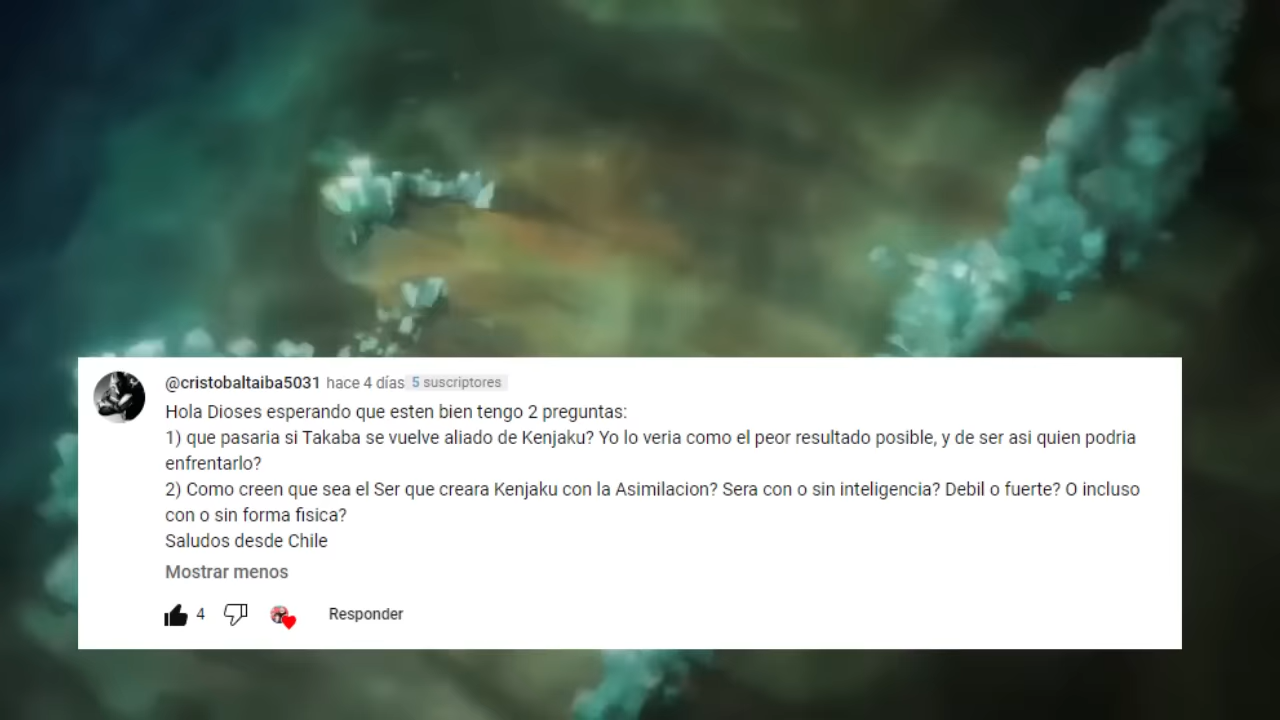 @cristobaltaiba5031 hace 4 días 5 suscriptores
Hola Dioses esperando que esten bien tengo 2 preguntas:
1) que pasaria si Takaba se vuelve aliado de Kenjaku? Yo lo veria como el peor resultado posible, y de ser asi quien podria
enfrentarlo?
2) Como creen que sea el Ser que creara Kenjaku con la Asimilacion? Sera con o sin inteligencia? Debil o fuerte? O incluso
con o sin forma fisica?
Saludos desde Chile
Mostrar menos
4 Responder